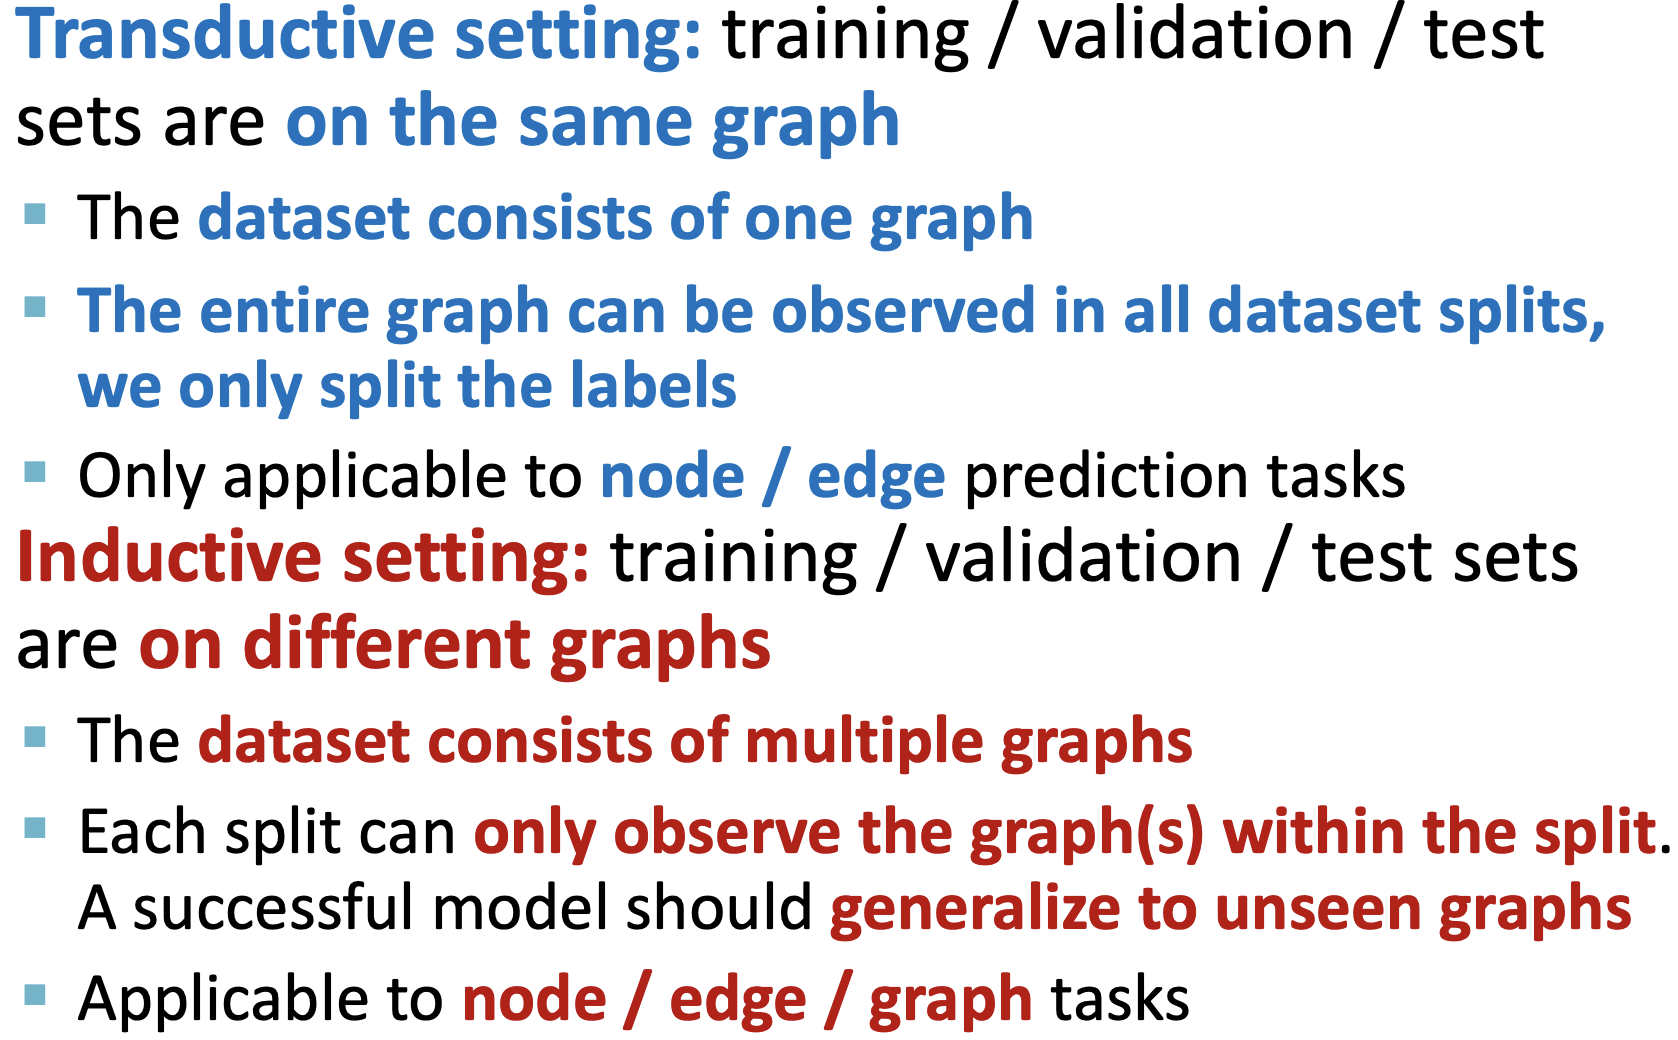 Transductive setting: training / validation / test
sets are on the same graph
▪ The dataset consists of one graph
▪ The entire graph can be observed in all dataset splits,
we only split the labels
▪ Only applicable to node / edge prediction tasks
Inductive setting: training / validation / test sets
are on different graphs
▪ The dataset consists of multiple graphs
▪ Each split can only observe the graph(s) within the split.
A successful model should generalize to unseen graphs
▪ Applicable to node / edge / graph tasks